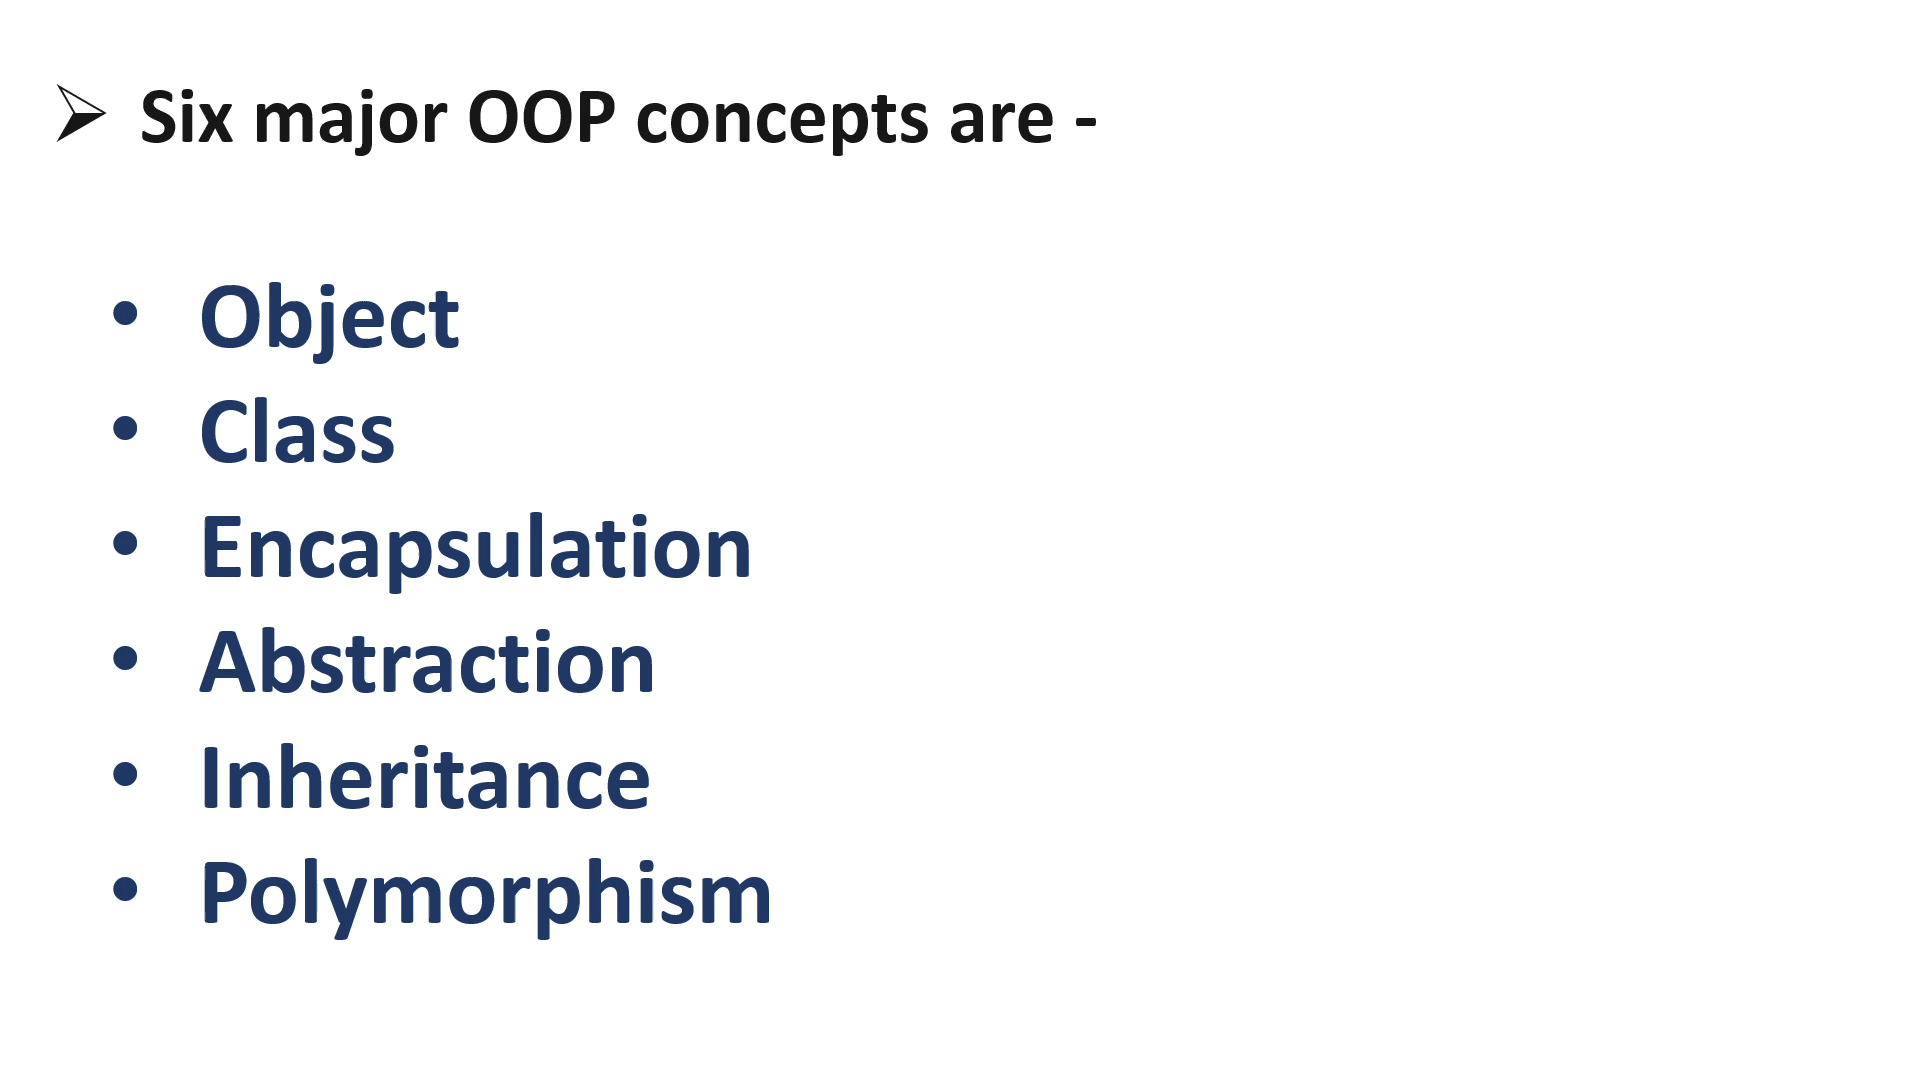 ➢ Six major OOP concepts are -
• Object
• Class
• Encapsulation
• Abstraction
• Inheritance
• Polymorphism